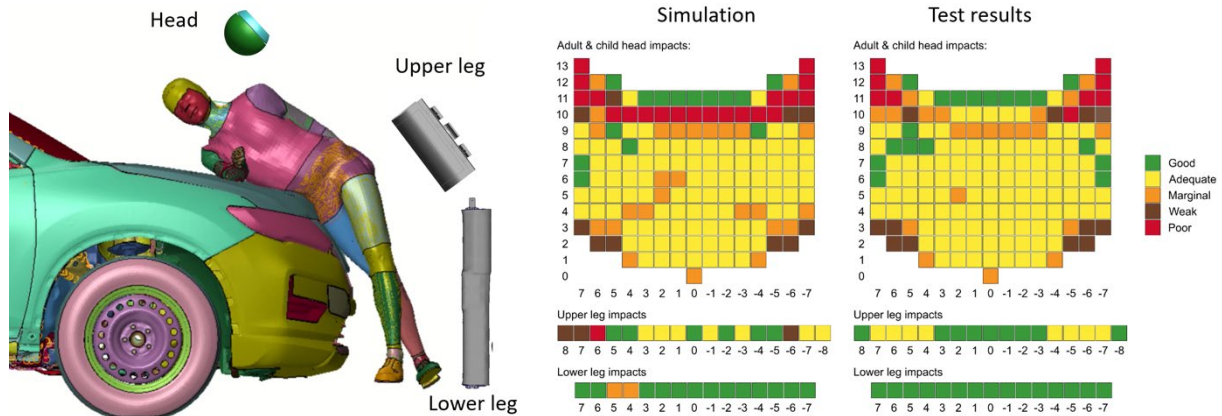 Head
Upper leg
Lower leg
Simulation
Adult & child head impacts:
13
12
11
10
9
8
7
6
5
4
3
2
1
0
7 6 5 4 3 2 1 0 -1 -2 -3 -4 -5 -6 -7
Upper leg impacts
8 7 6 5 4 3 2 1 0 -1 -2 -3 -4 -5 -6 -7 -8
Lower leg impacts
7 6 5 4 3 2 1 0 -1 -2 -3 -4 -5 -6 -7
Test results
Adult & child head impacts:
13
12
11
10
9
8
7
6
5
4
3
2
1
0
7 6 5 4 3 2 1 0 -1 -2 -3 -4 -5 -6 -7
Upper leg impacts
8 7 6 5 4 3 2 1 0 -1 -2 -3 -4 -5 -6 -7 -8
Lower leg impacts
7 6 5 4 3 2 1 0 -1 -2 -3 -4 -5 -6 -7
Good
Adequate
Marginal
Weak
Poor